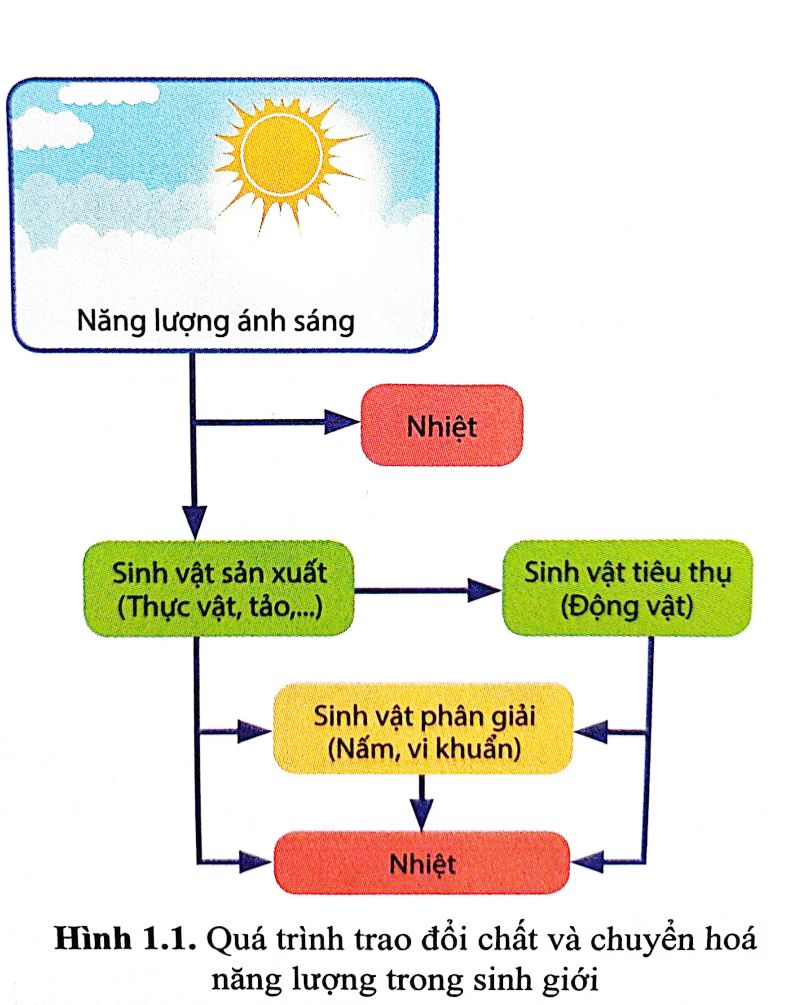 Năng lượng ánh sáng
Nhiệt
Sinh vật sản xuất
(Thực vật, tảo,...)
Sinh vật tiêu thụ
(Động vật)
Sinh vật phân giải
(Nấm, vi khuẩn)
Nhiệt
Hình 1.1. Quá trình trao đổi chất và chuyển hoá
năng lượng trong sinh giới